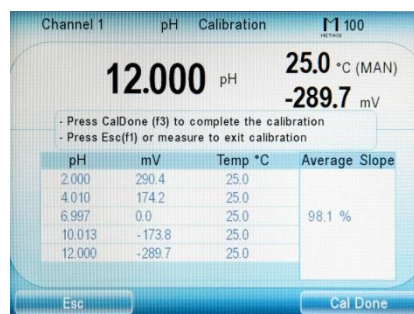 Channel 1 pH Calibration M 100
METHOD
12.000 pH 25.0 °C (MAN)
-289.7 mV
- Press CalDone (f3) to complete the calibration
- Press Esc(f1) or measure to exit calibration
pH mV Temp °C Average Slope
2.000 290.4 25.0
4.010 174.2 25.0
6.997 0.0 25.0 98.1 %
10.013 -173.8 25.0
12.000 -289.7 25.0
Esc Cal Done